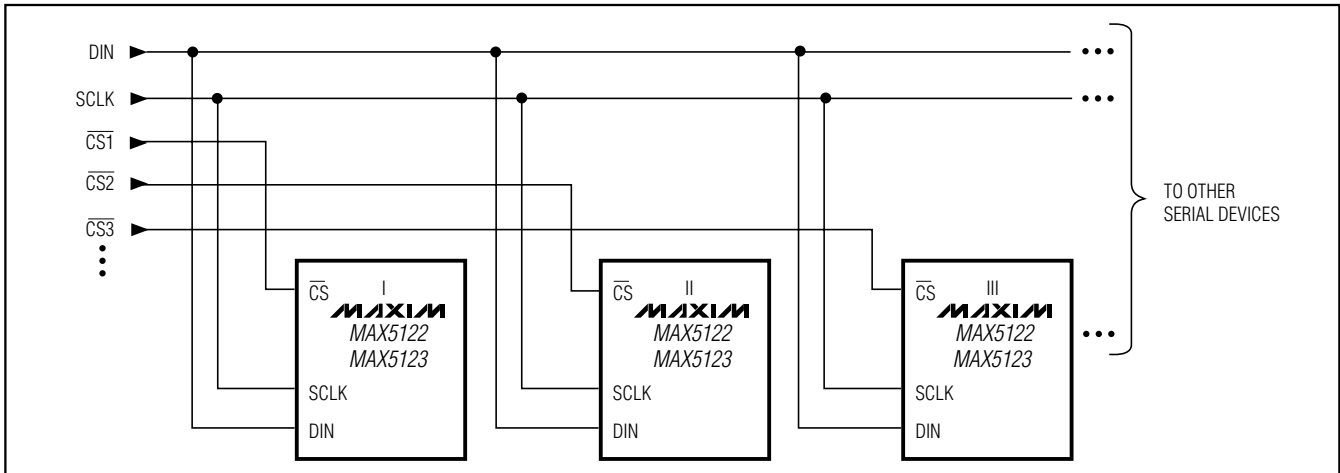 DIN
SCLK
CS1
CS2
CS3
TO OTHER
SERIAL DEVICES
CS
I
MAXIM
MAX5122
MAX5123
SCLK
DIN
CS
II
MAXIM
MAX5122
MAX5123
SCLK
DIN
CS
III
MAXIM
MAX5122
MAX5123
SCLK
DIN